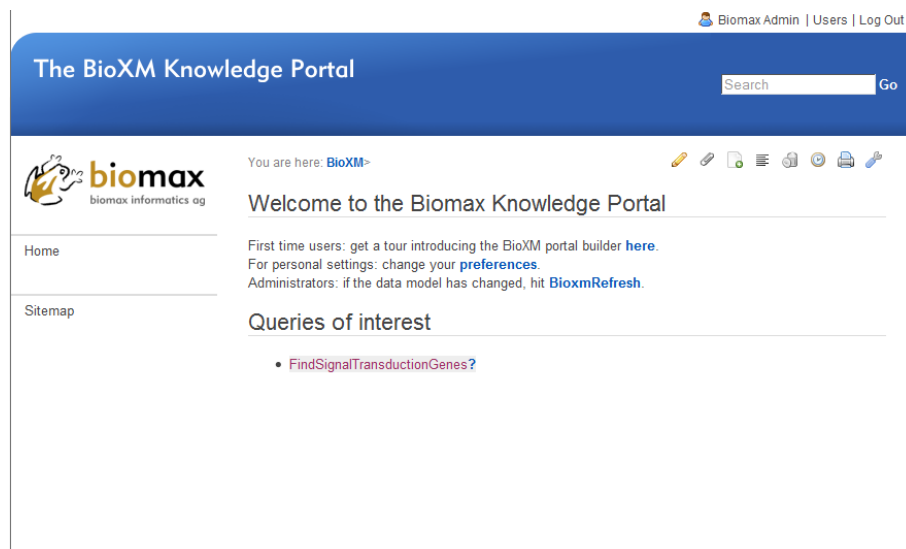 Biomax Admin | Users | Log Out
The BioXM Knowledge Portal
Search Go
biomax
biomax informatics ag
Home
Sitemap
You are here: BioXM>
Welcome to the Biomax Knowledge Portal
First time users: get a tour introducing the BioXM portal builder here.
For personal settings: change your preferences.
Administrators: if the data model has changed, hit BioxmRefresh.
Queries of interest
• FindSignalTransductionGenes?